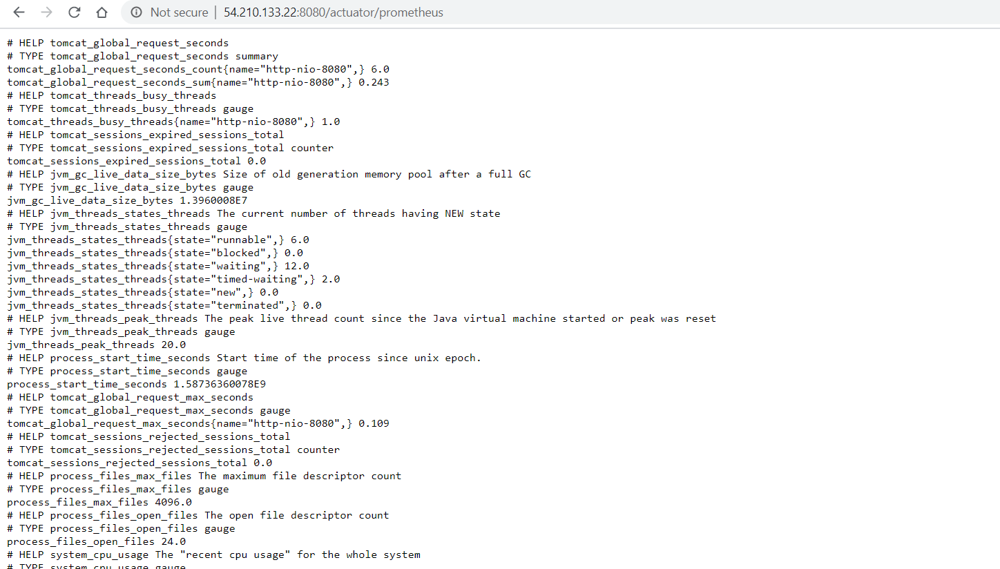 Not secure | 54.210.133.22:8080/actuator/prometheus
# HELP tomcat_global_request_seconds
# TYPE tomcat_global_request_seconds summary
tomcat_global_request_seconds_count{name="http-nio-8080",} 6.0
tomcat_global_request_seconds_sum{name="http-nio-8080",} 0.243
# HELP tomcat_threads_busy_threads
# TYPE tomcat_threads_busy_threads gauge
tomcat_threads_busy_threads{name="http-nio-8080",} 1.0
# HELP tomcat_sessions_expired_sessions_total
# TYPE tomcat_sessions_expired_sessions_total counter
tomcat_sessions_expired_sessions_total 0.0
# HELP jvm_gc_live_data_size_bytes Size of old generation memory pool after a full GC
# TYPE jvm_gc_live_data_size_bytes gauge
jvm_gc_live_data_size_bytes 1.3960008E7
# HELP jvm_threads_states_threads The current number of threads having NEW state
# TYPE jvm_threads_states_threads gauge
jvm_threads_states_threads{state="runnable",} 6.0
jvm_threads_states_threads{state="blocked",} 0.0
jvm_threads_states_threads{state="waiting",} 12.0
jvm_threads_states_threads{state="timed-waiting",} 2.0
jvm_threads_states_threads{state="new",} 0.0
jvm_threads_states_threads{state="terminated",} 0.0
# HELP jvm_threads_peak_threads The peak live thread count since the Java virtual machine started or peak was reset
# TYPE jvm_threads_peak_threads gauge
jvm_threads_peak_threads 20.0
# HELP process_start_time_seconds Start time of the process since unix epoch.
# TYPE process_start_time_seconds gauge
process_start_time_seconds 1.58736360078E9
# HELP tomcat_global_request_max_seconds
# TYPE tomcat_global_request_max_seconds gauge
tomcat_global_request_max_seconds{name="http-nio-8080",} 0.109
# HELP tomcat_sessions_rejected_sessions_total
# TYPE tomcat_sessions_rejected_sessions_total counter
tomcat_sessions_rejected_sessions_total 0.0
# HELP process_files_max_files The maximum file descriptor count
# TYPE process_files_max_files gauge
process_files_max_files 4096.0
# HELP process_files_open_files The open file descriptor count
# TYPE process_files_open_files gauge
process_files_open_files 24.0
# HELP system_cpu_usage The "recent cpu usage" for the whole system
# TYPE system_cpu_usage gauge